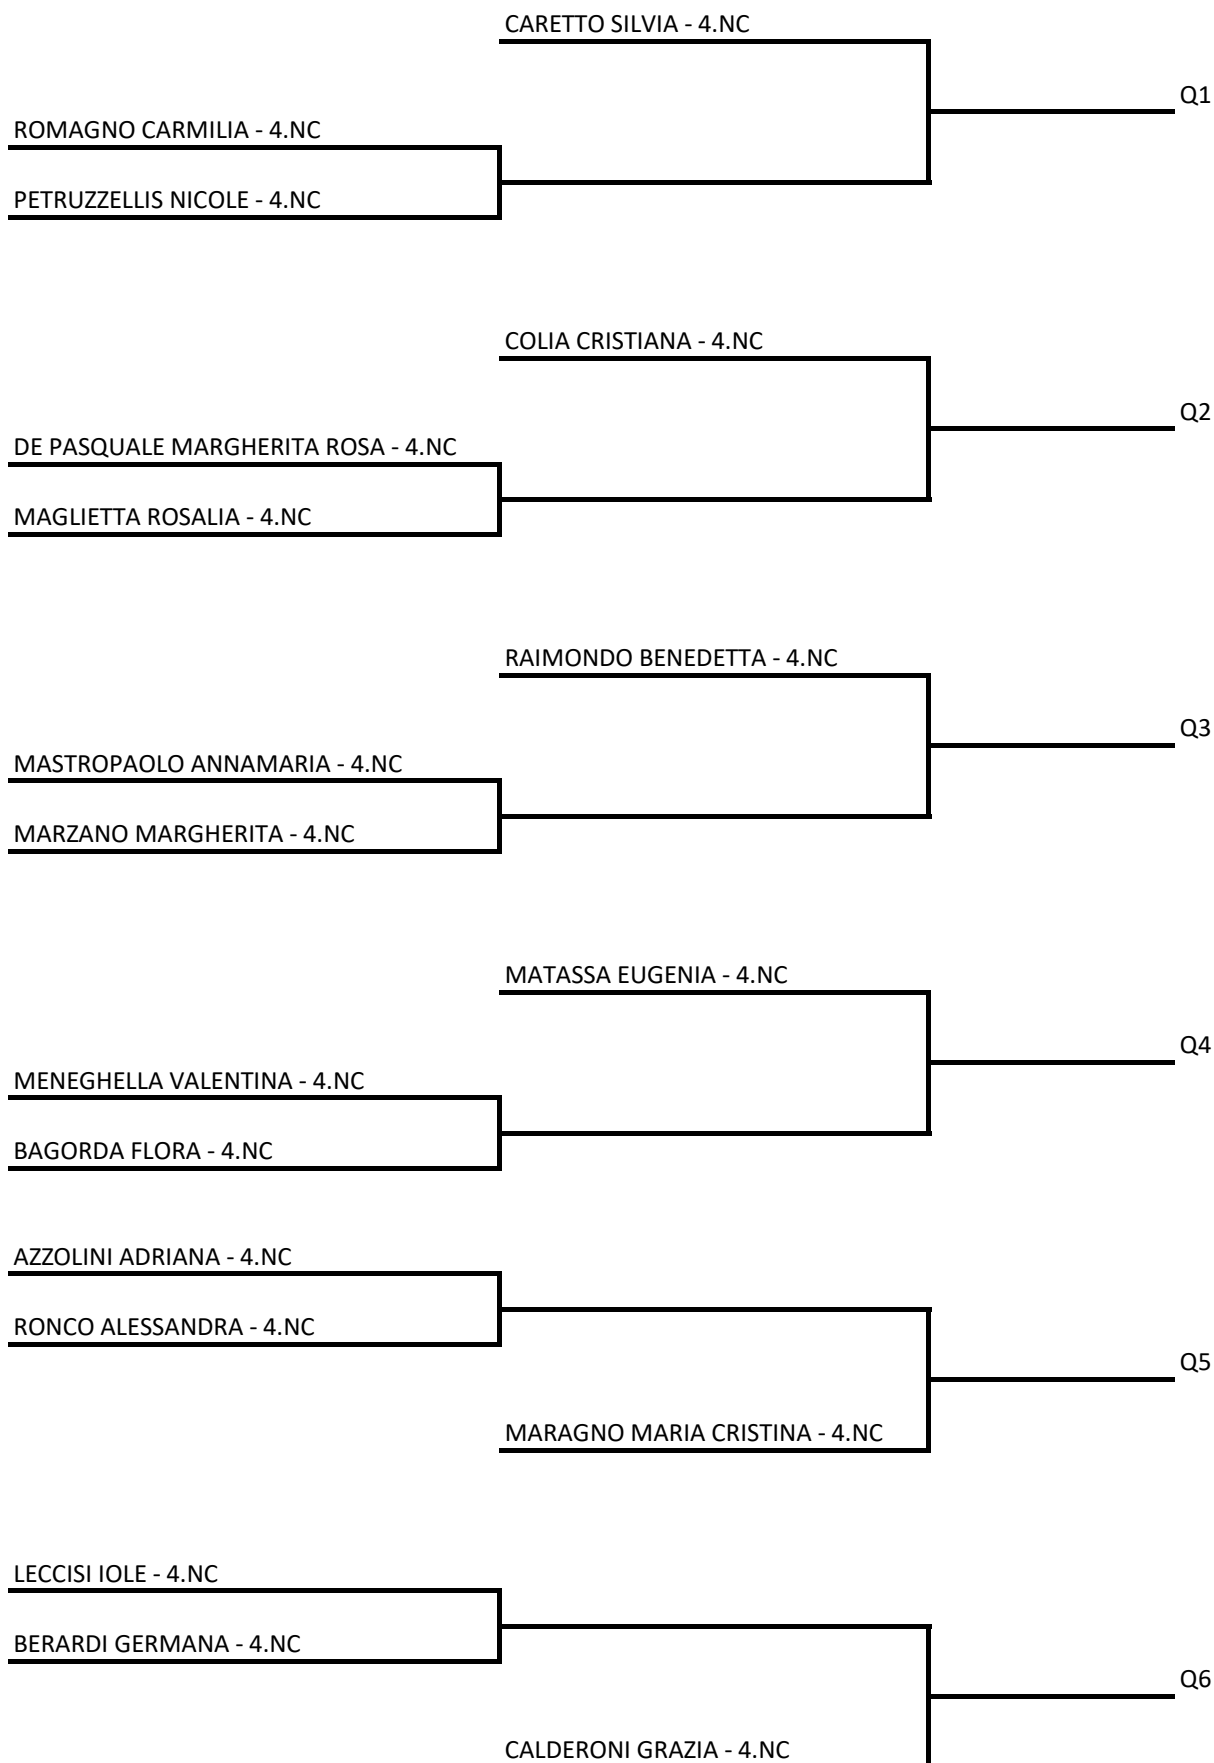 CARETTO SILVIA - 4.NC
Q1
ROMAGNO CARMILIA - 4.NC
PETRUZZELLIS NICOLE - 4.NC
COLIA CRISTIANA - 4.NC
Q2
DE PASQUALE MARGHERITA ROSA - 4.NC
MAGLIETTA ROSALIA - 4.NC
RAIMONDO BENEDETTA - 4.NC
Q3
MASTROPAOLO ANNAMARIA - 4.NC
MARZANO MARGHERITA - 4.NC
MATASSA EUGENIA - 4.NC
Q4
MENEGHELLA VALENTINA - 4.NC
BAGORDA FLORA - 4.NC
AZZOLINI ADRIANA - 4.NC
RONCO ALESSANDRA - 4.NC
Q5
MARAGNO MARIA CRISTINA - 4.NC
LECCISI IOLE - 4.NC
BERARDI GERMANA - 4.NC
Q6
CALDERONI GRAZIA - 4.NC